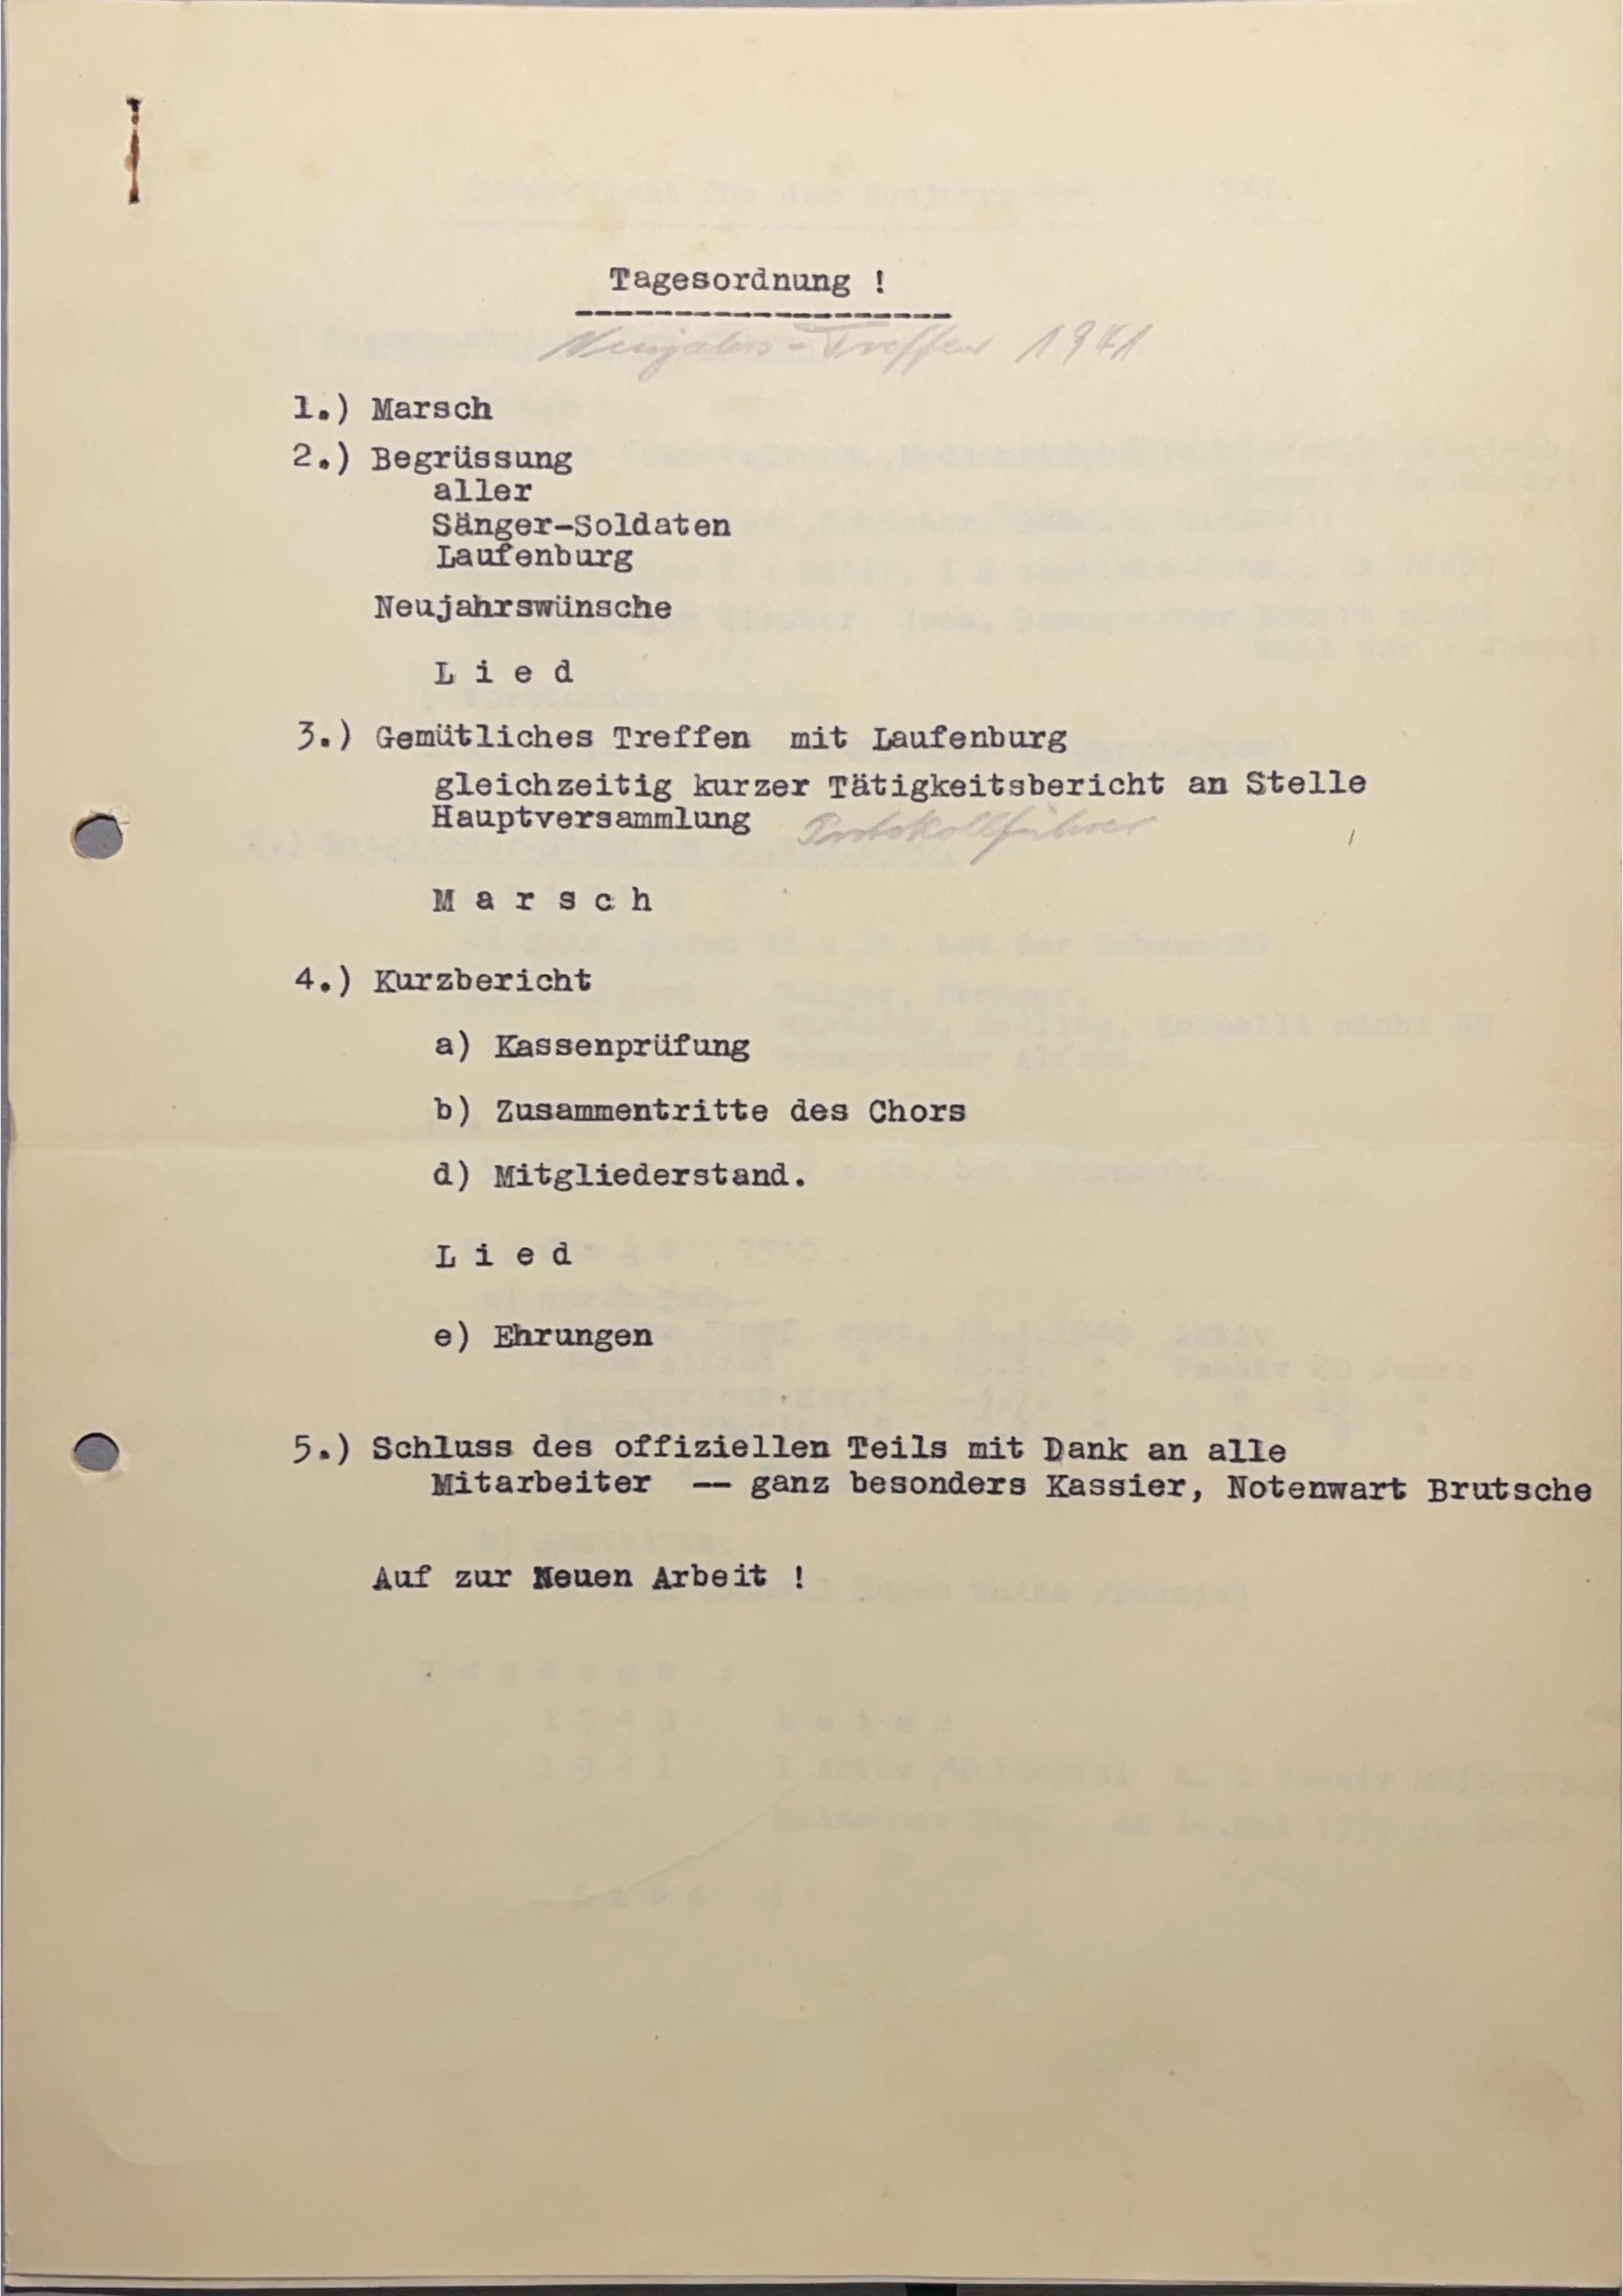 Tagesordnung !
Neujahrs-Treffen 1941
1.) Marsch
2.) Begrüssung
aller
Sänger-Soldaten
Laufenburg
Neujahrswünsche
L i e d
3.) Gemütliches Treffen mit Laufenburg
gleichzeitig kurzer Tätigkeitsbericht an Stelle
Hauptversammlung Protokollführer
M a r s c h
4.) Kurzbericht
a) Kassenprüfung
b) Zusammentritte des Chors
d) Mitgliederstand.
L i e d
e) Ehrungen
5.) Schluss des offiziellen Teils mit Dank an alle
Mitarbeiter -- ganz besonders Kassier, Notenwart Brutsche
Auf zur Neuen Arbeit !